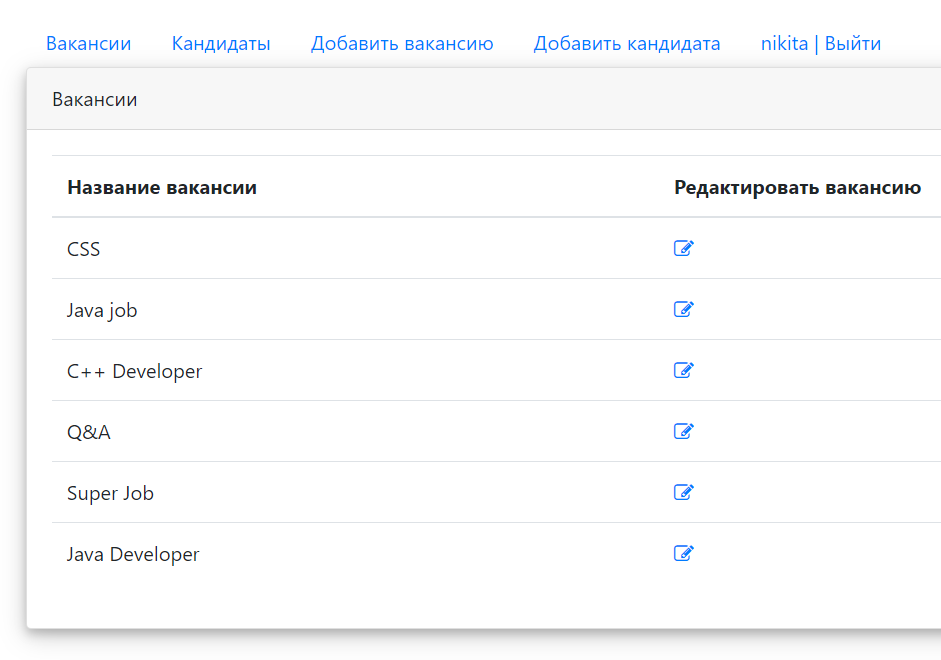 Вакансии Кандидаты Добавить вакансию Добавить кандидата nikita | Выйти
Вакансии
Название вакансии Редактировать вакансию
CSS
Java job
C++ Developer
Q&A
Super Job
Java Developer